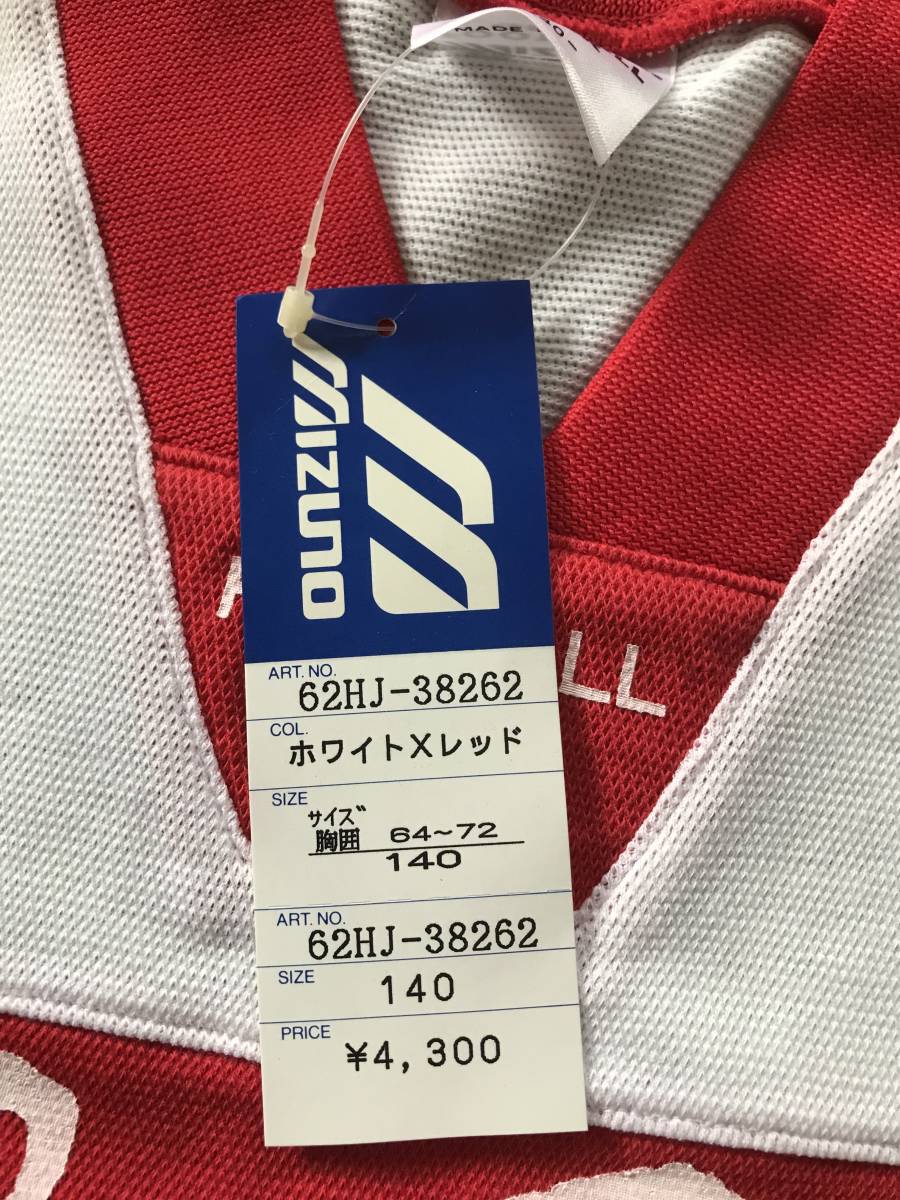 MADE
MIZUNO
LL
ART. NO.
62HJ-38262
COL.
ホワイトXレッド
SIZE
サイズ
胸囲 64~72
140
ART. NO.
62HJ-38262
SIZE
140
PRICE
¥4,300